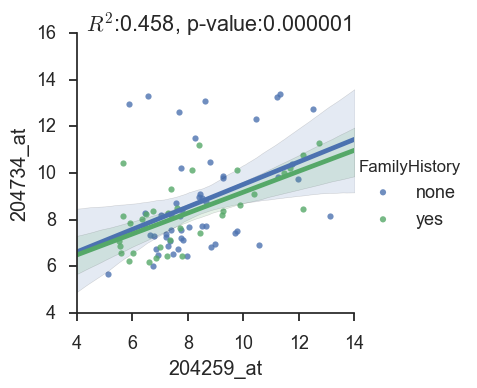 R²:0.458, p-value:0.000001
16
14
12
10
8
6
4
204734_at
4 6 8 10 12 14
204259_at
FamilyHistory
none
yes